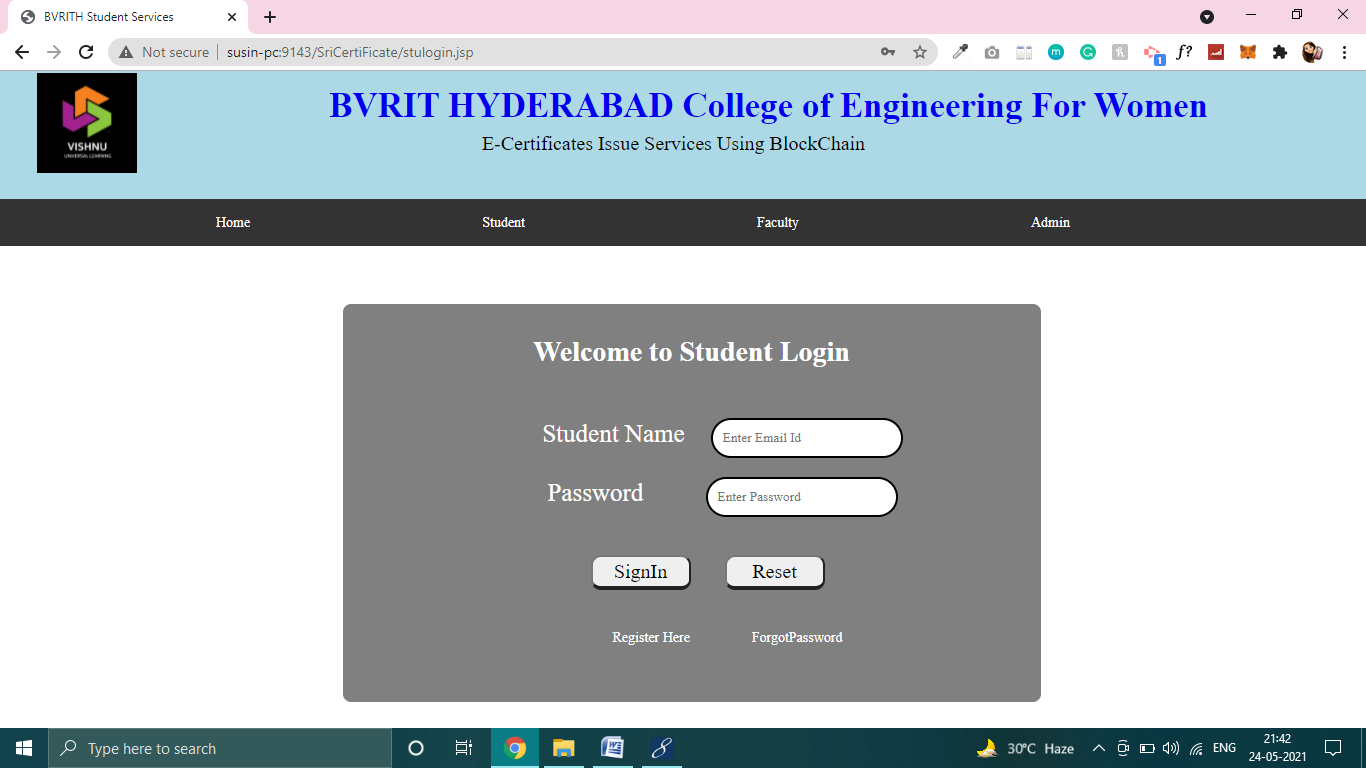 BVRITH Student Services
Not secure susin-pc:9143/SriCertiFicate/stulogin.jsp
VISHNU
UNIVERSAL LEARNING
BVRIT HYDERABAD College of Engineering For Women
E-Certificates Issue Services Using BlockChain
Home Student Faculty Admin
Welcome to Student Login
Student Name Enter Email Id
Password Enter Password
SignIn Reset
Register Here ForgotPassword
Type here to search
30°C Haze
ENG
21:42
24-05-2021